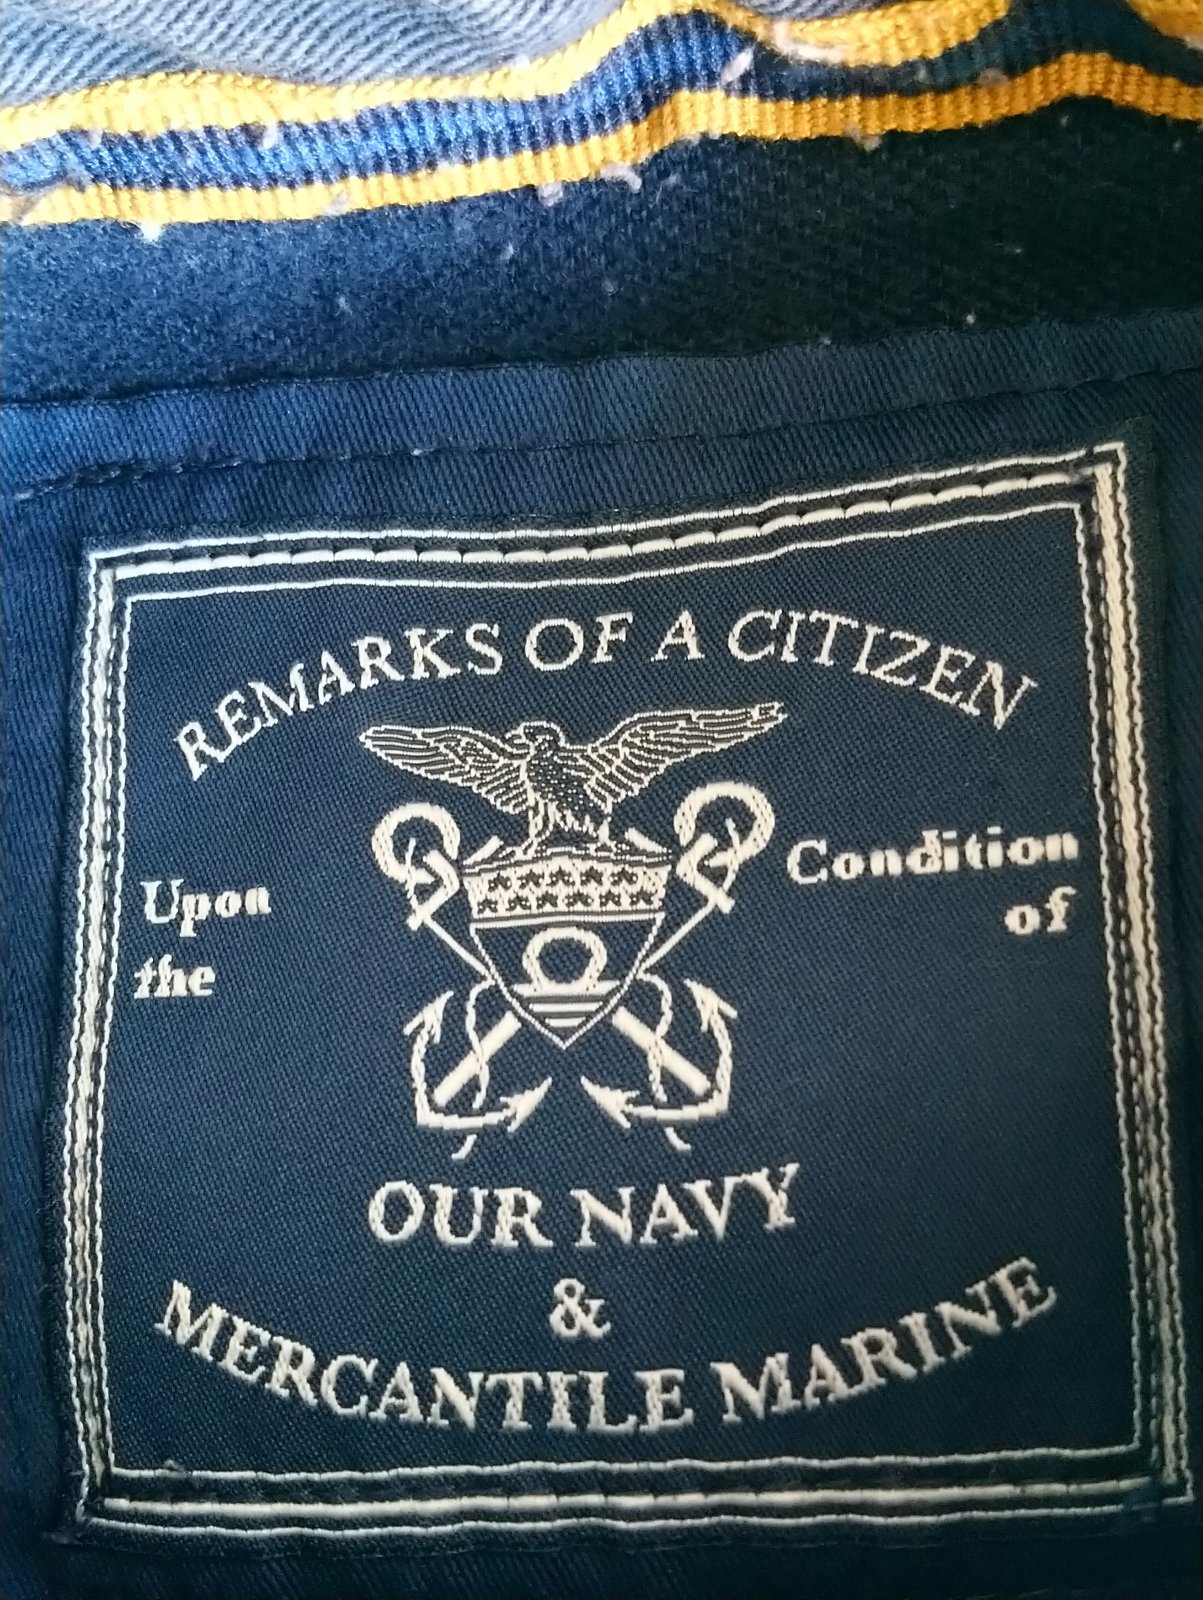 REMARKS OF A CITIZEN
Upon
the
Condition
of
OUR NAVY
&
MERCANTILE MARINE